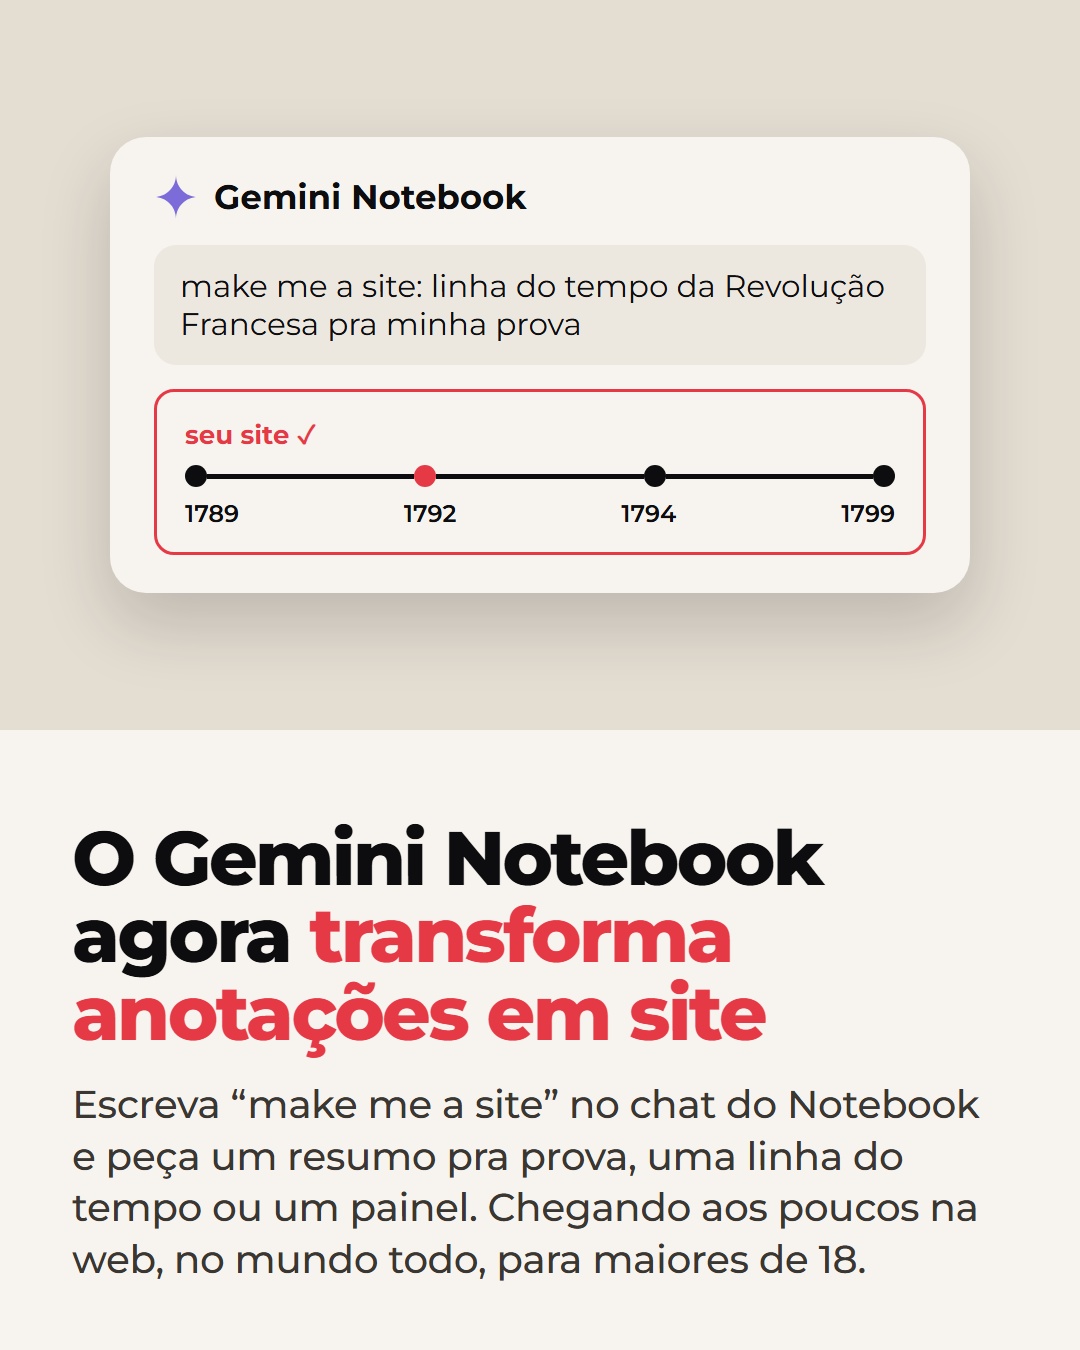 Gemini Notebook
make me a site: linha do tempo da Revolução
Francesa pra minha prova
seu site ✓
1789 1792 1794 1799
O Gemini Notebook
agora transforma
anotações em site
Escreva “make me a site” no chat do Notebook
e peça um resumo pra prova, uma linha do
tempo ou um painel. Chegando aos poucos na
web, no mundo todo, para maiores de 18.